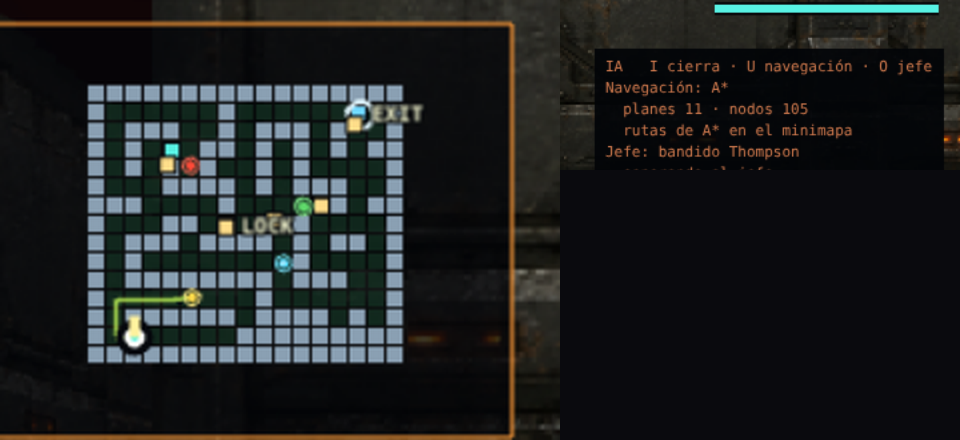 EXIT
LOCK
IA I cierra · U navegación · O jefe
Navegación: A*
planes 11 · nodos 105
rutas de A* en el minimapa
Jefe: bandido Thompson